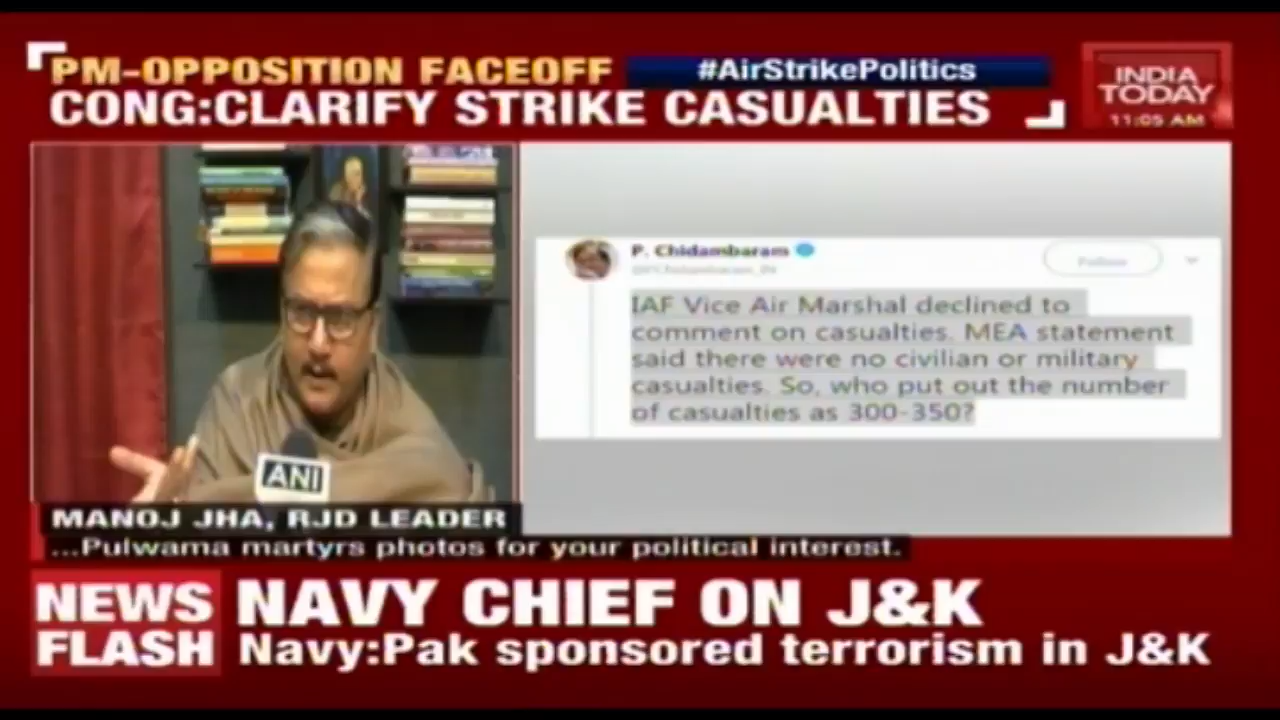 PM-OPPOSITION FACEOFF
#AirStrikePolitics
CONG:CLARIFY STRIKE CASUALTIES
INDIA
TODAY
11:05 AM
P. Chidambaram
Follow
IAF Vice Air Marshal declined to
comment on casualties. MEA statement
said there were no civilian or military
casualties. So, who put out the number
of casualties as 300-350?
ANI
MANOJ JHA, RJD LEADER
...Pulwama martyrs photos for your political interest.
NEWS
FLASH
NAVY CHIEF ON J&K
Navy:Pak sponsored terrorism in J&K